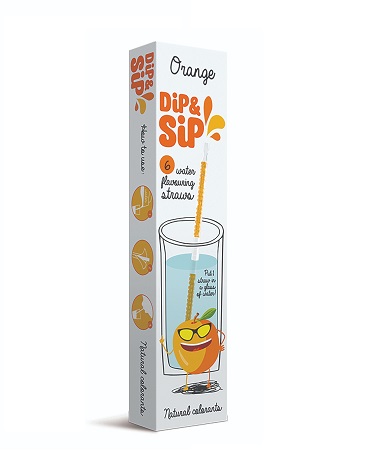 Orange
DiP&
SiP
6 water
flavouring
straws
Put 1
straw in
a glass
of water!
Natural colorants
DiP&
SiP
How to use:
Natural colorants